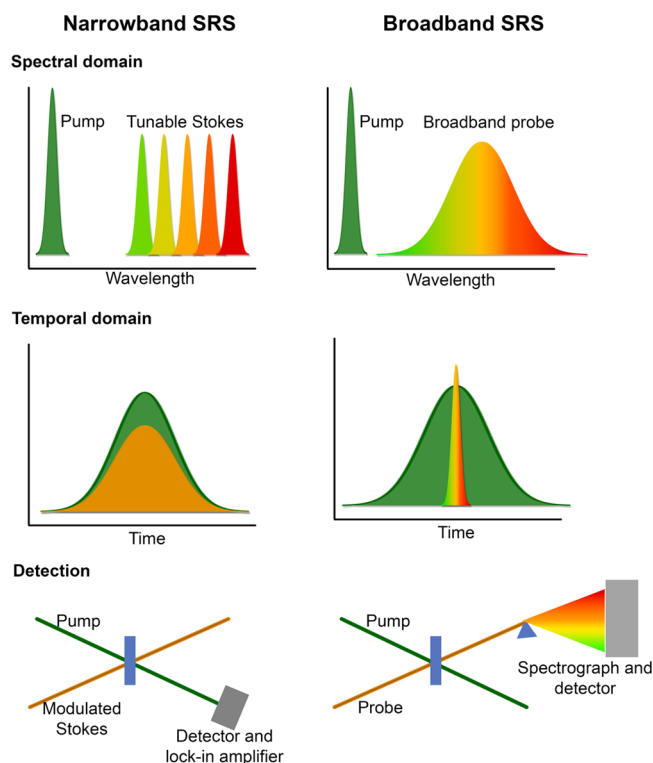 Narrowband SRS
Broadband SRS
Spectral domain
Pump
Tunable Stokes
Wavelength
Pump
Broadband probe
Wavelength
Temporal domain
Time
Time
Detection
Pump
Modulated
Stokes
Detector and
lock-in amplifier
Pump
Probe
Spectrograph and
detector